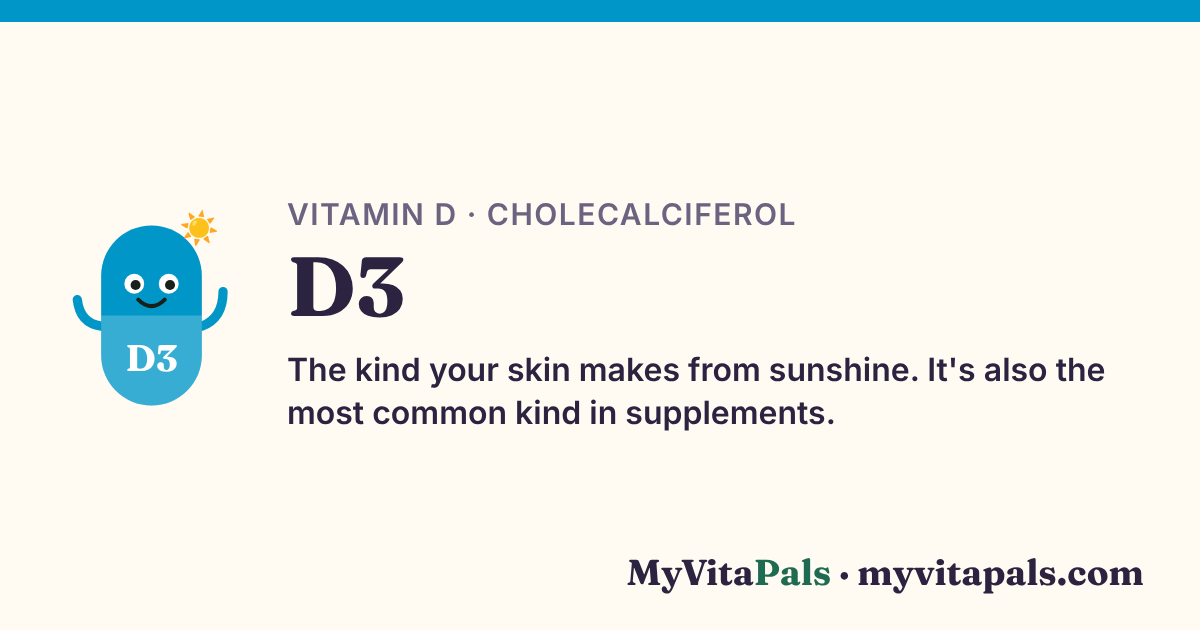 VITAMIN D · CHOLECALCIFEROL
D3
D3
The kind your skin makes from sunshine. It's also the
most common kind in supplements.
MyVitaPals · myvitapals.com